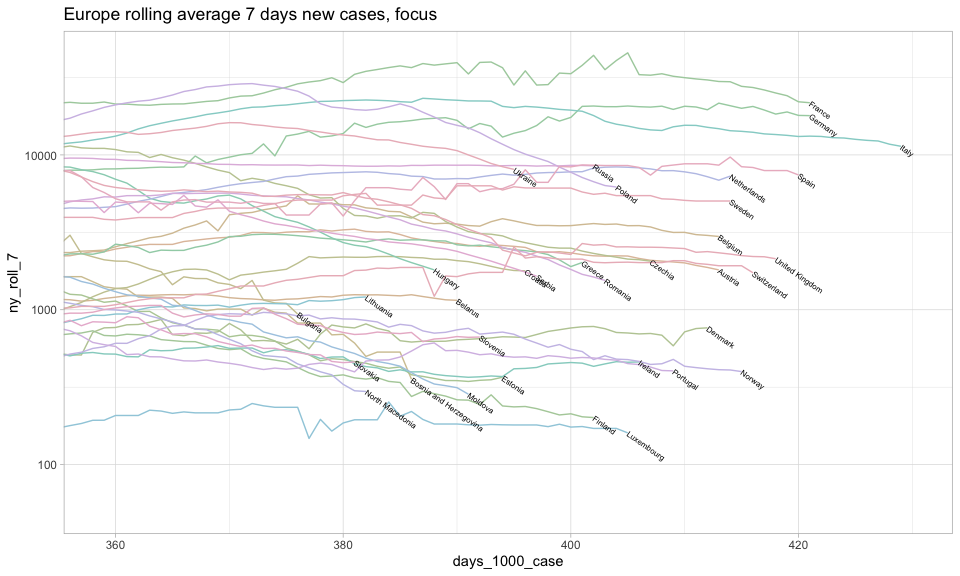 Europe rolling average 7 days new cases, focus
ny_roll_7
10000
1000
100
France
Germany
Italy
Ukraine
Russia
Poland
Netherlands
Spain
Sweden
Belgium
United Kingdom
Hungary
Croatia
Serbia
Greece
Romania
Czechia
Austria
Switzerland
Lithuania
Belarus
Bulgaria
Slovenia
Denmark
Slovakia
Estonia
Ireland
Portugal
Norway
North Macedonia
Bosnia and Herzegovina
Moldova
Finland
Luxembourg
360
380
400
420
days_1000_case